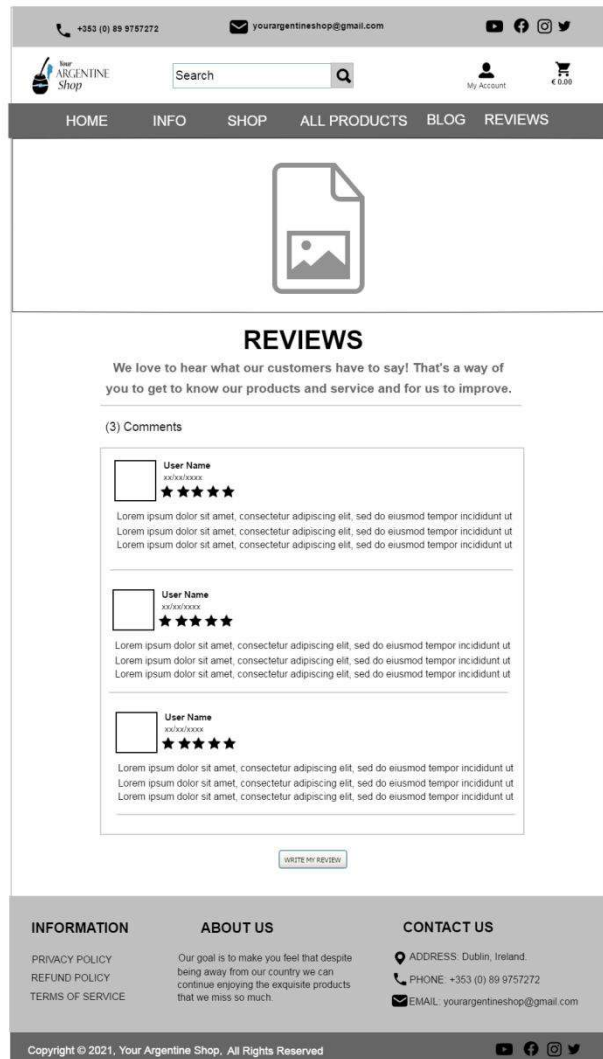 +353 (0) 89 9757272
yourargentineshop@gmail.com
Your
ARGENTINE
Shop
Search
My Account
€ 0.00
HOME INFO SHOP ALL PRODUCTS BLOG REVIEWS
REVIEWS
We love to hear what our customers have to say! That's a way of
you to get to know our products and service and for us to improve.
(3) Comments
User Name
xx/xx/xxxx
Lorem ipsum dolor sit amet, consectetur adipiscing elit, sed do eiusmod tempor incididunt ut
Lorem ipsum dolor sit amet, consectetur adipiscing elit, sed do eiusmod tempor incididunt ut
Lorem ipsum dolor sit amet, consectetur adipiscing elit, sed do eiusmod tempor incididunt ut
User Name
xx/xx/xxxx
Lorem ipsum dolor sit amet, consectetur adipiscing elit, sed do eiusmod tempor incididunt ut
Lorem ipsum dolor sit amet, consectetur adipiscing elit, sed do eiusmod tempor incididunt ut
Lorem ipsum dolor sit amet, consectetur adipiscing elit, sed do eiusmod tempor incididunt ut
User Name
xx/xx/xxxx
Lorem ipsum dolor sit amet, consectetur adipiscing elit, sed do eiusmod tempor incididunt ut
Lorem ipsum dolor sit amet, consectetur adipiscing elit, sed do eiusmod tempor incididunt ut
Lorem ipsum dolor sit amet, consectetur adipiscing elit, sed do eiusmod tempor incididunt ut
WRITE MY REVIEW
INFORMATION
PRIVACY POLICY
REFUND POLICY
TERMS OF SERVICE
ABOUT US
Our goal is to make you feel that despite
being away from our country we can
continue enjoying the exquisite products
that we miss so much.
CONTACT US
ADDRESS: Dublin, Ireland.
PHONE: +353 (0) 89 9757272
EMAIL: yourargentineshop@gmail.com
Copyright © 2021, Your Argentine Shop, All Rights Reserved